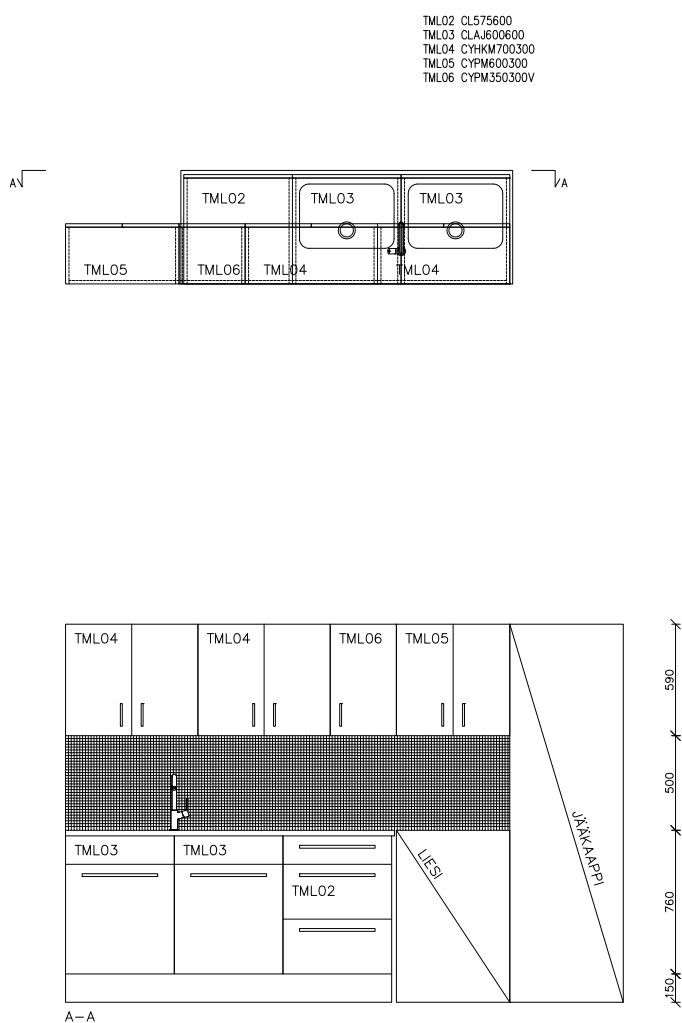 TML02 CL575600
TML03 CLAJ600600
TML04 CYHKM700300
TML05 CYPM600300
TML06 CYPM350300V
A
A
TML02
TML03
TML03
TML05
TML06
TML04
TML04
TML04
TML04
TML06
TML05
590
500
JÄÄKAAPPI
TML03
TML03
LIESI
TML02
760
150
A-A